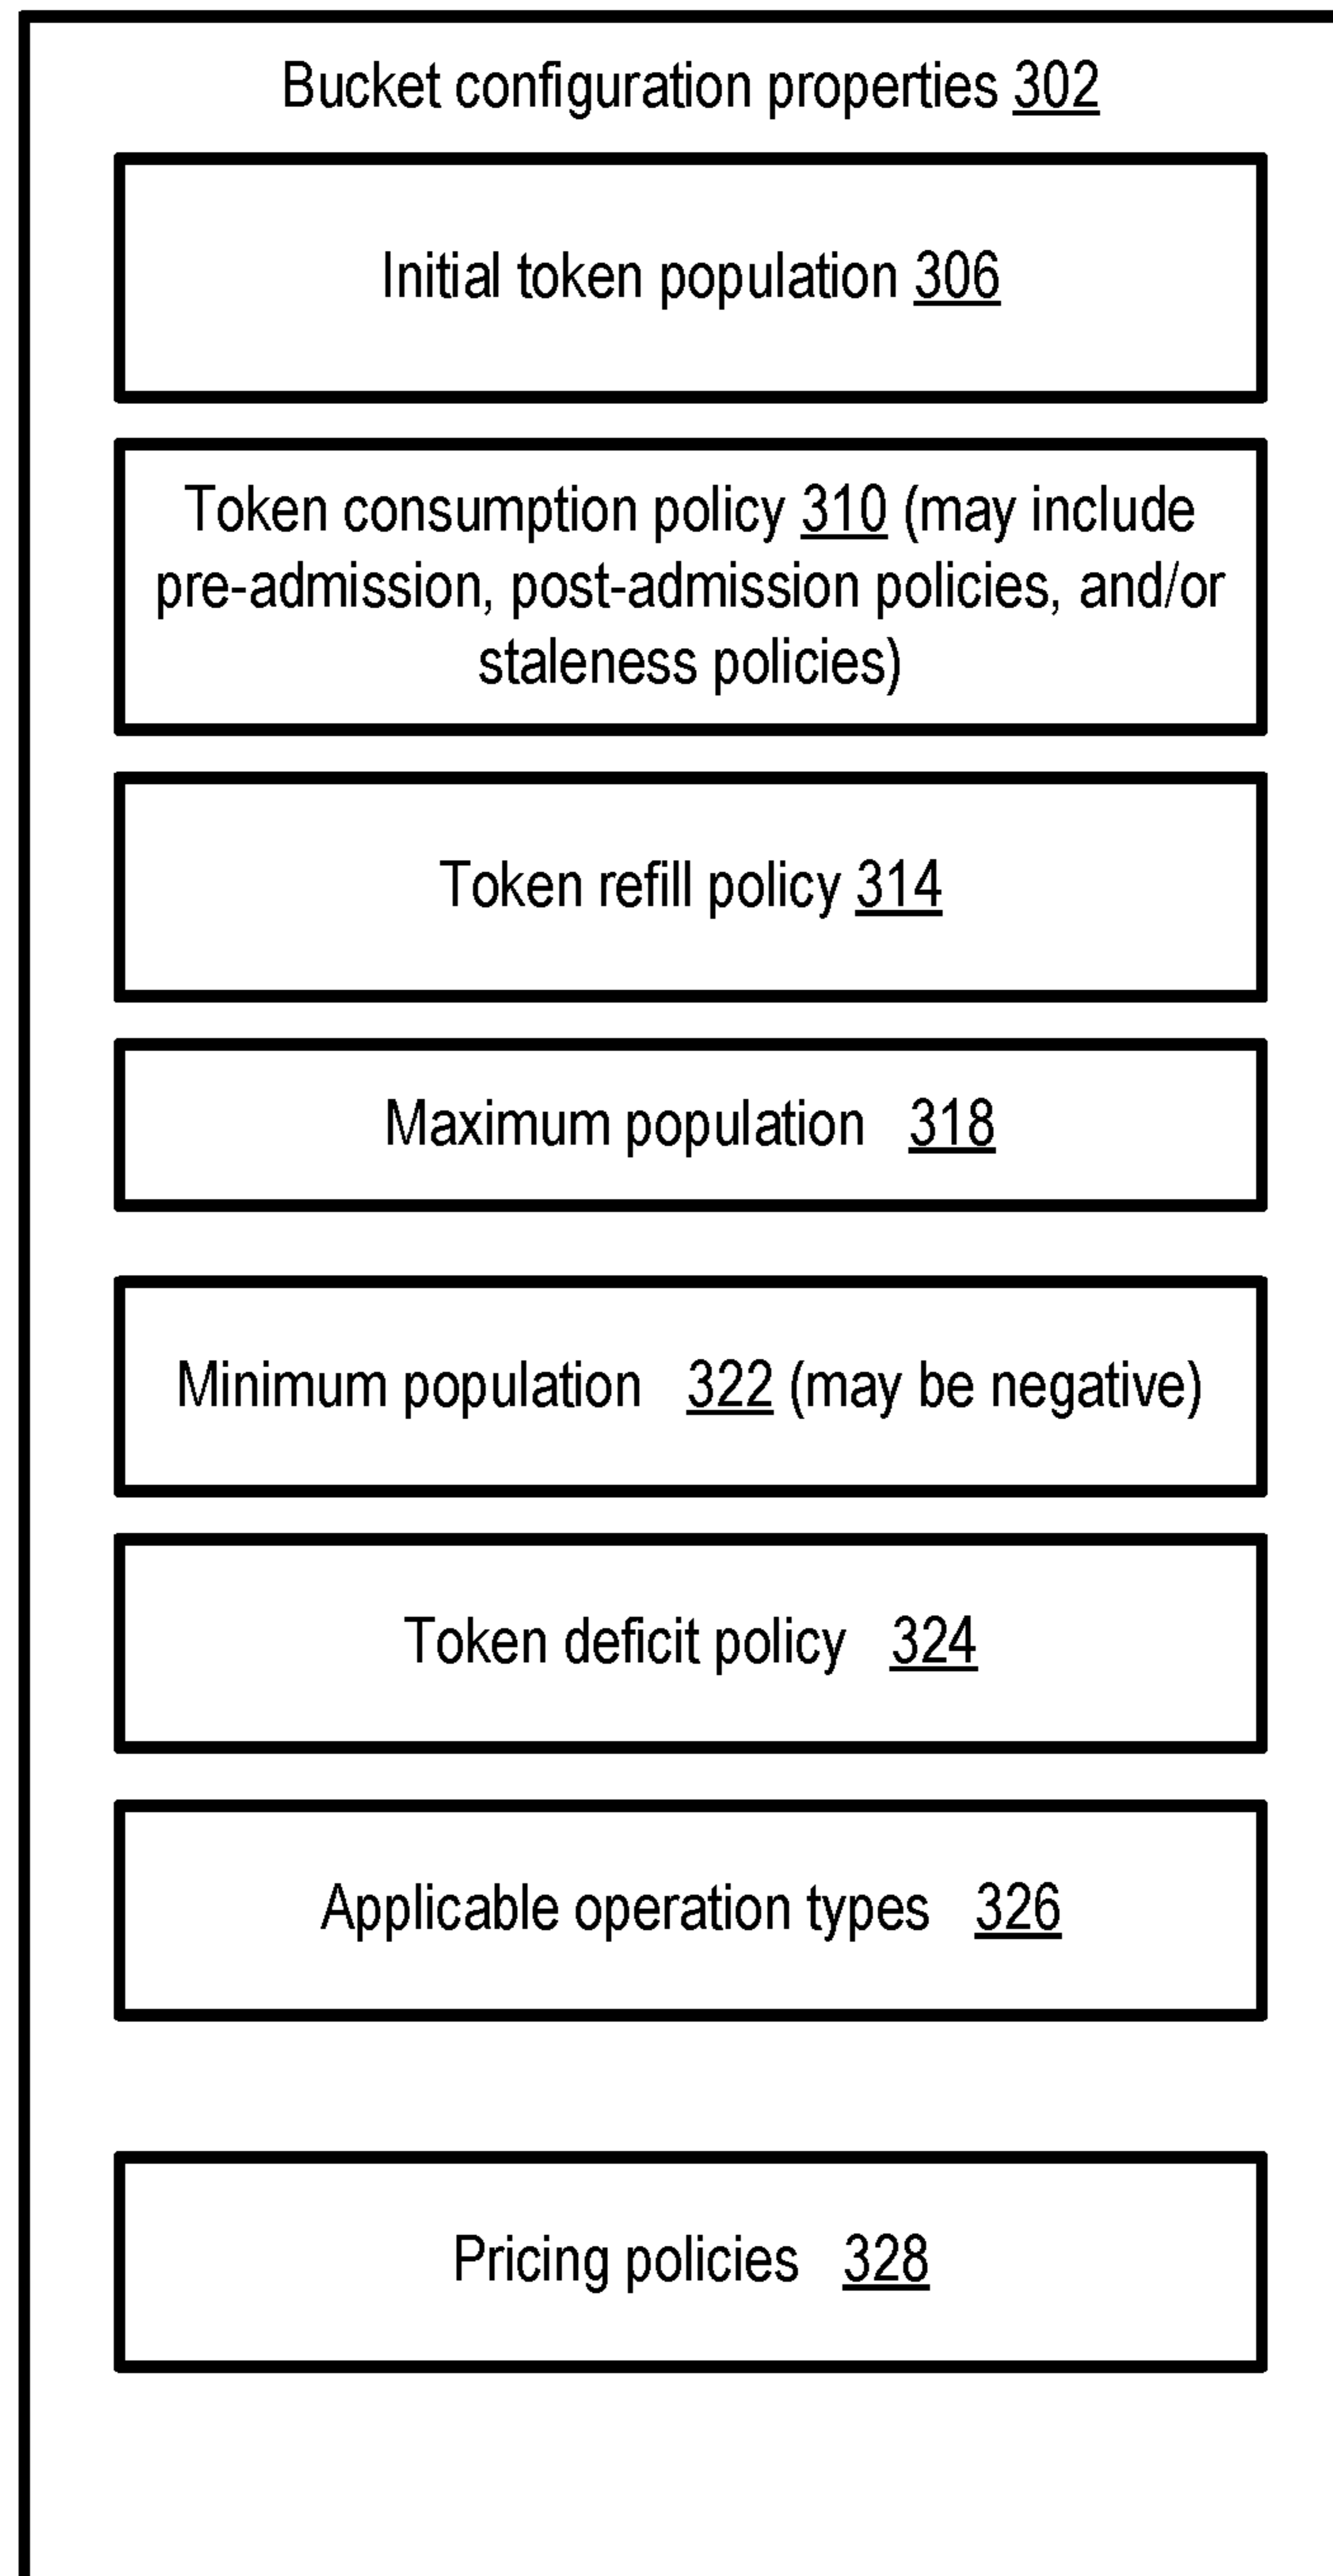 Bucket configuration properties 302
Initial token population 306
Token consumption policy 310 (may include
pre-admission, post-admission policies, and/or
staleness policies)
Token refill policy 314
Maximum population 318
Minimum population 322 (may be negative)
Token deficit policy 324
Applicable operation types 326
Pricing policies 328